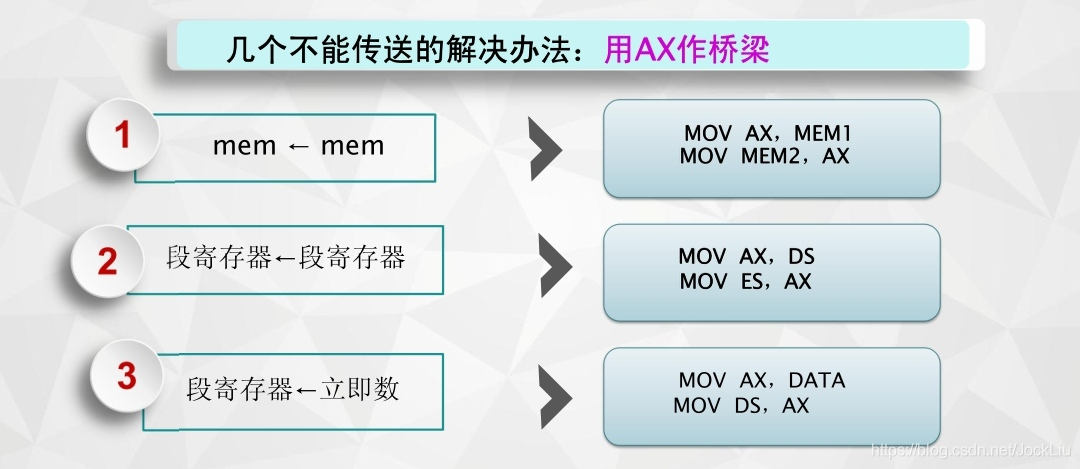 几个不能传送的解决办法：用AX作桥梁
1
mem ← mem
MOV AX，MEM1
MOV MEM2，AX
2
段寄存器←段寄存器
MOV AX，DS
MOV ES，AX
3
段寄存器←立即数
MOV AX，DATA
MOV DS，AX
https://blog.csdn.net/JockLiu